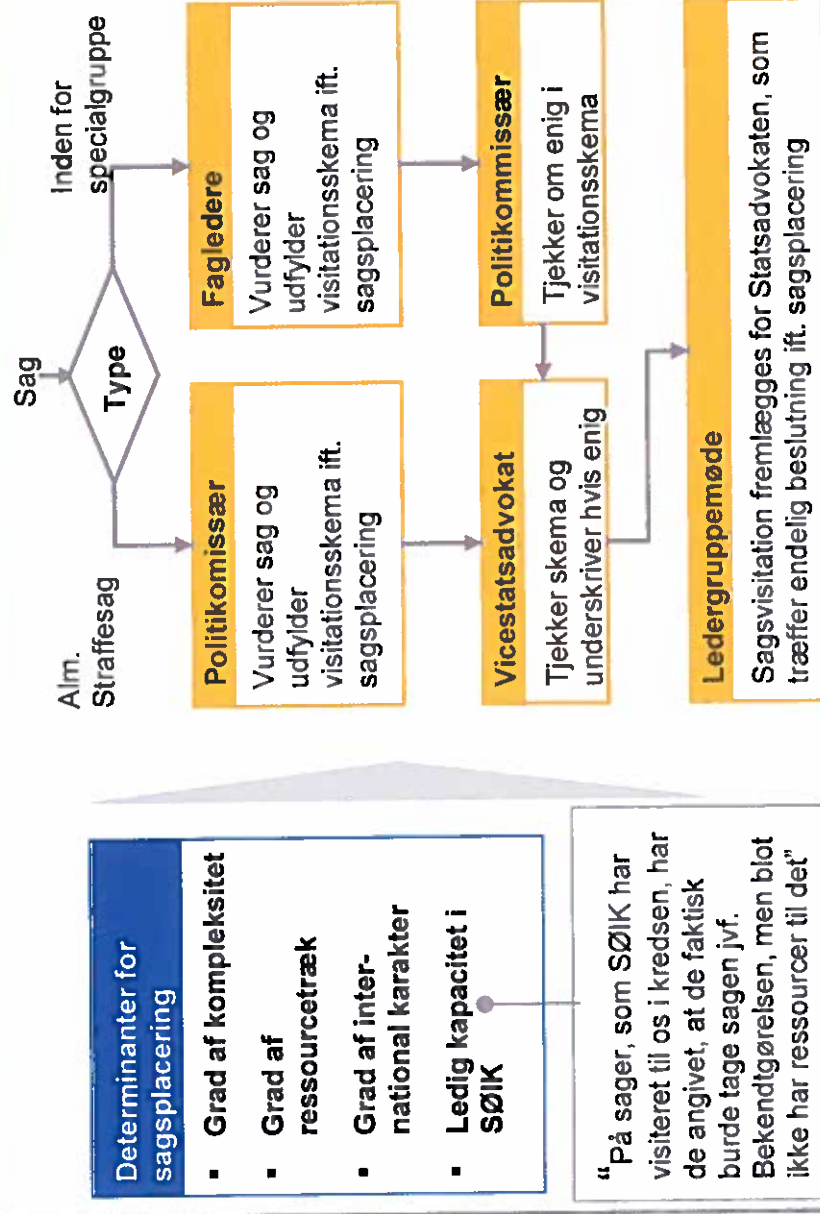 Determinanter for
sagsplacering
▪ Grad af kompleksitet
▪ Grad af
ressourcetræk
▪ Grad af inter-
national karakter
▪ Ledig kapacitet i
SØIK
“På sager, som SØIK har
visiteret til os i kredsen, har
de angivet, at de faktisk
burde tage sagen jvf.
Bekendtgørelsen, men blot
ikke har ressourcer til det”
Sag
Type
Alm.
Straffesag
Inden for
specialgruppe
Politikomissær
Vurderer sag og
udfylder
visitationsskema ift.
sagsplacering
Fagledere
Vurderer sag og
udfylder
visitationsskema ift.
sagsplacering
Vicestatsadvokat
Tjekker skema og
underskriver hvis enig
Politikommissær
Tjekker om enig i
visitationsskema
Ledergruppemøde
Sagsvisitation fremlægges for Statsadvokaten, som
træffer endelig beslutning ift. sagsplacering